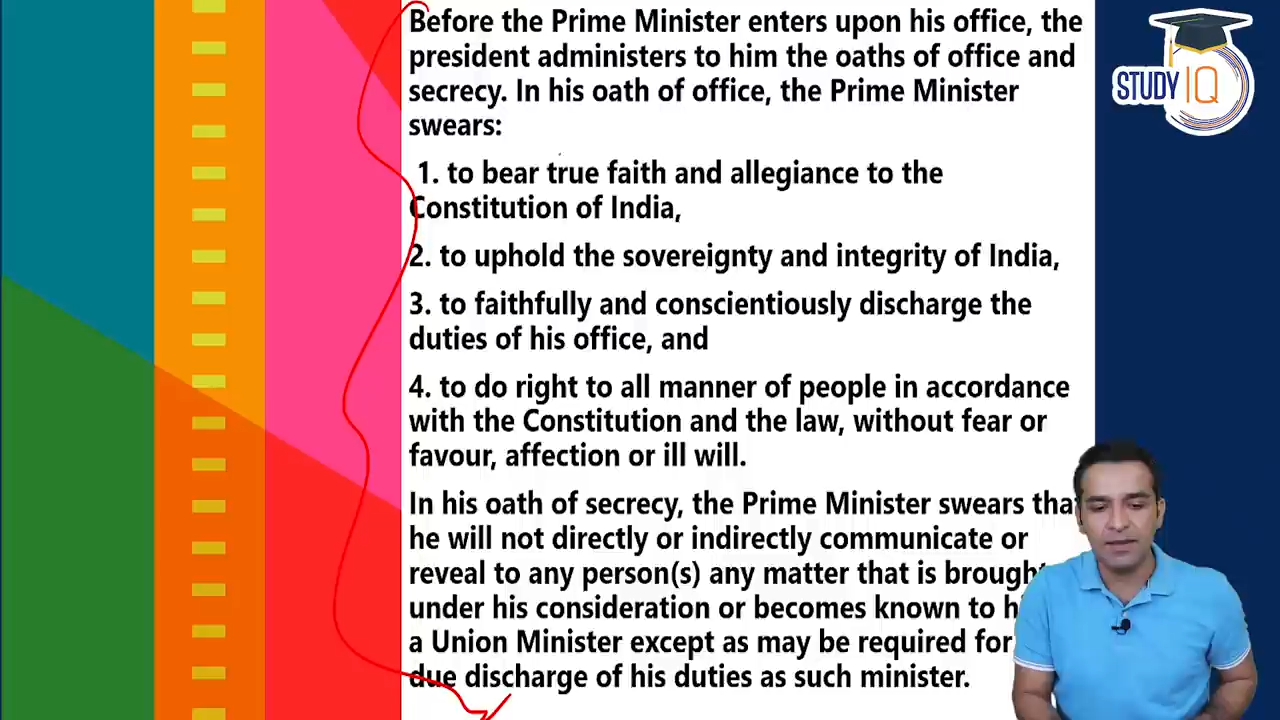 Before the Prime Minister enters upon his office, the
president administers to him the oaths of office and
secrecy. In his oath of office, the Prime Minister
swears:
1. to bear true faith and allegiance to the
Constitution of India,
2. to uphold the sovereignty and integrity of India,
3. to faithfully and conscientiously discharge the
duties of his office, and
4. to do right to all manner of people in accordance
with the Constitution and the law, without fear or
favour, affection or ill will.
In his oath of secrecy, the Prime Minister swears
he will not directly or indirectly communicate or
reveal to any person(s) any matter that is brought
under his consideration or becomes known to
a Union Minister except as may be required for
due discharge of his duties as such minister.
STUDY IQ